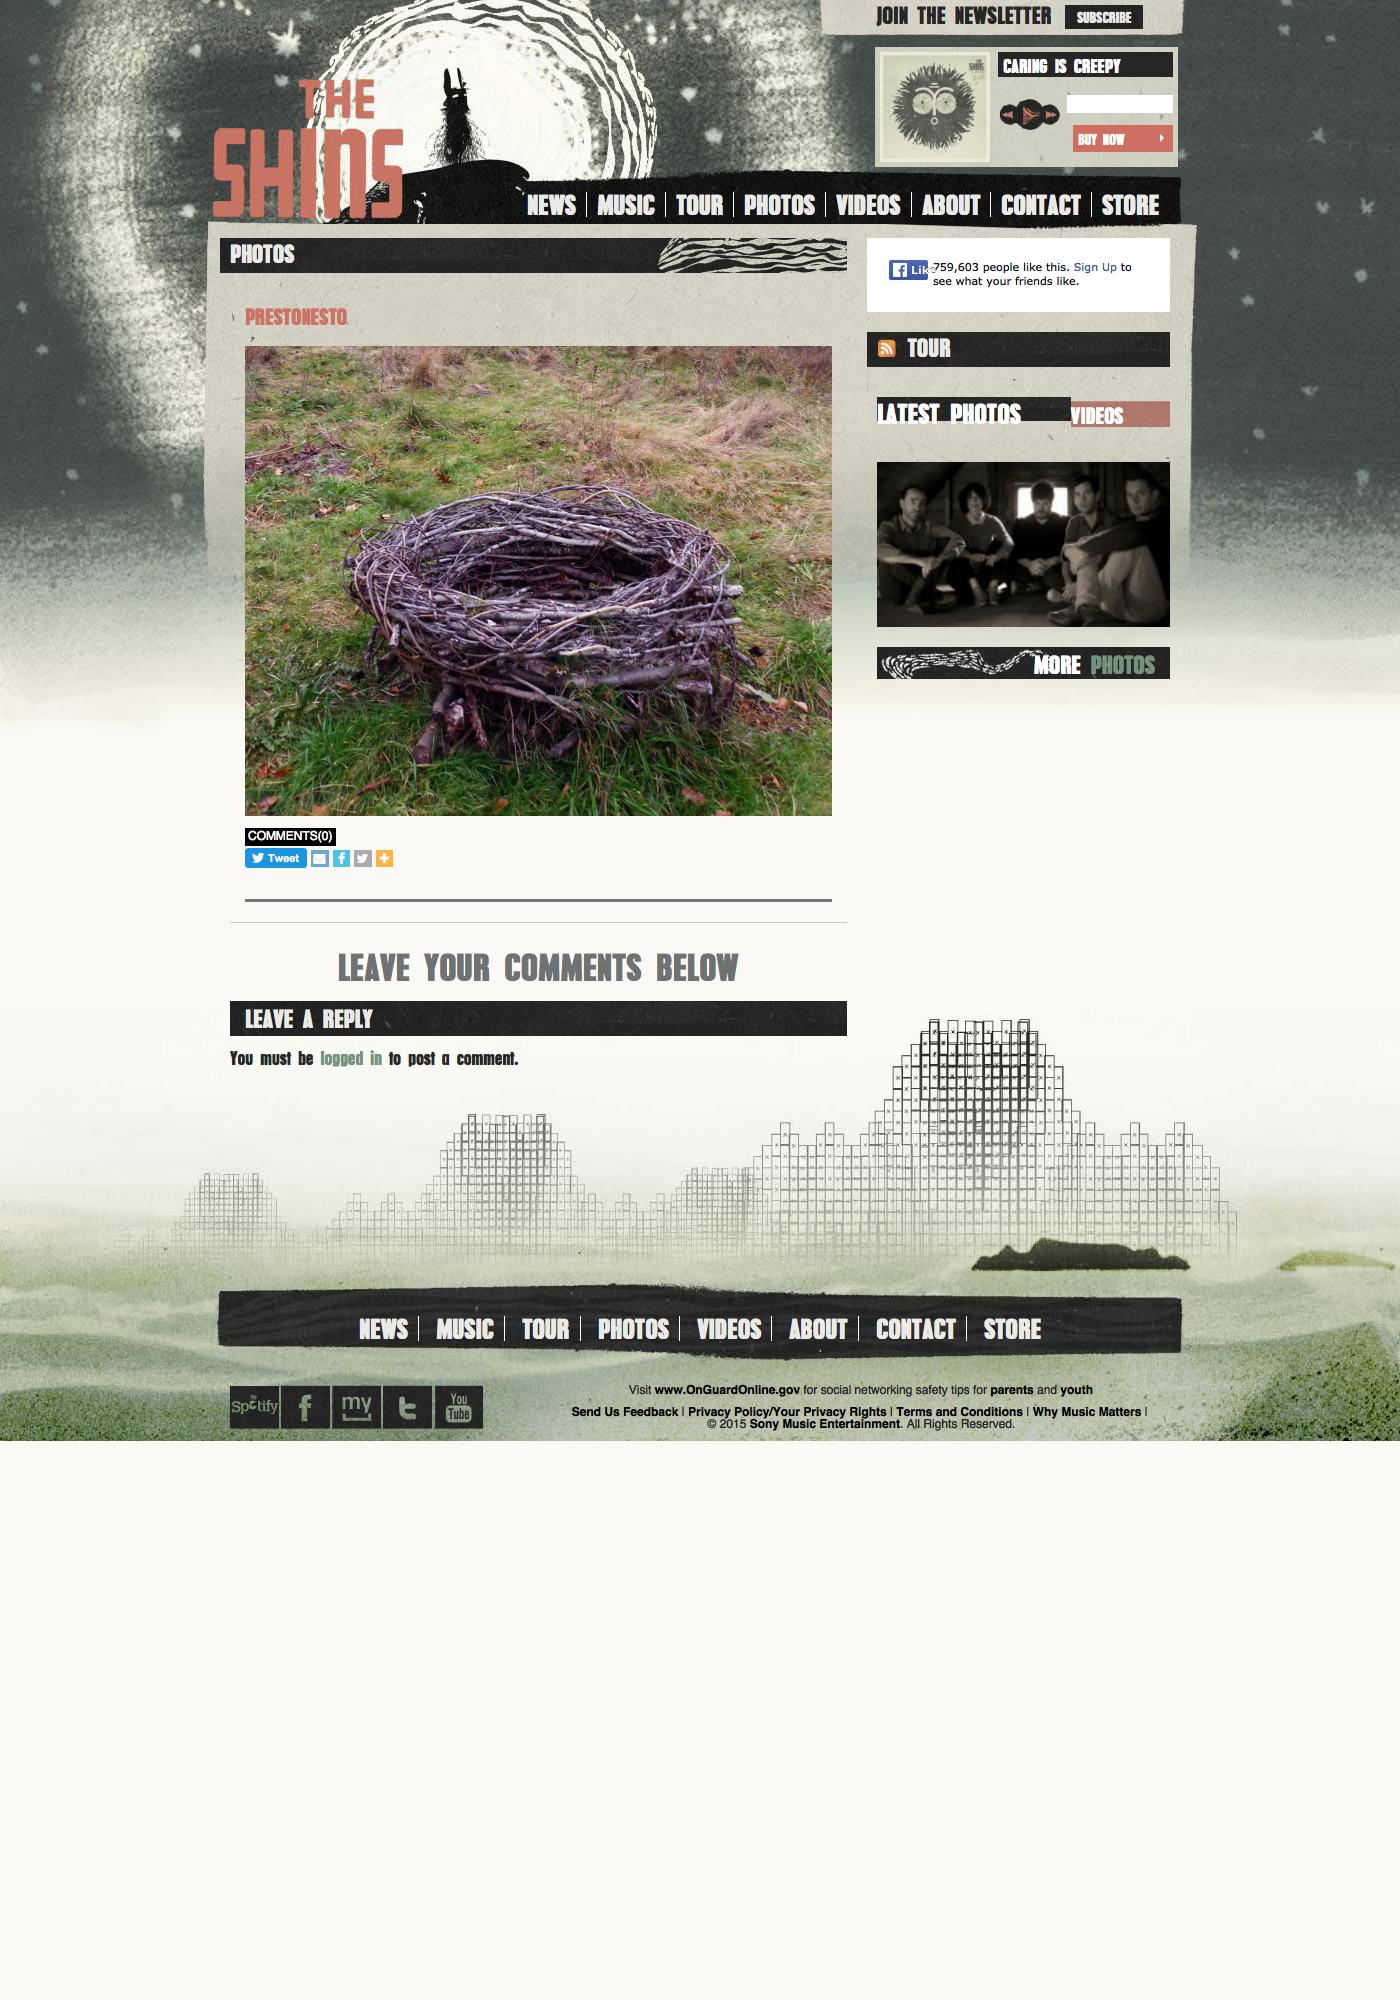 JOIN THE NEWSLETTER SUBSCRIBE
THE
SHINS
CARING IS CREEPY
BUY NOW
NEWS MUSIC TOUR PHOTOS VIDEOS ABOUT CONTACT STORE
PHOTOS
Like 759,603 people like this. Sign Up to
see what your friends like.
PRESTONESTO
TOUR
LATEST PHOTOS VIDEOS
MORE PHOTOS
COMMENTS(0)
Tweet
LEAVE YOUR COMMENTS BELOW
LEAVE A REPLY
You must be logged in to post a comment.
NEWS MUSIC TOUR PHOTOS VIDEOS ABOUT CONTACT STORE
Spotify my You Tube
Visit www.OnGuardOnline.gov for social networking safety tips for parents and youth
Send Us Feedback | Privacy Policy/Your Privacy Rights | Terms and Conditions | Why Music Matters |
© 2015 Sony Music Entertainment. All Rights Reserved.